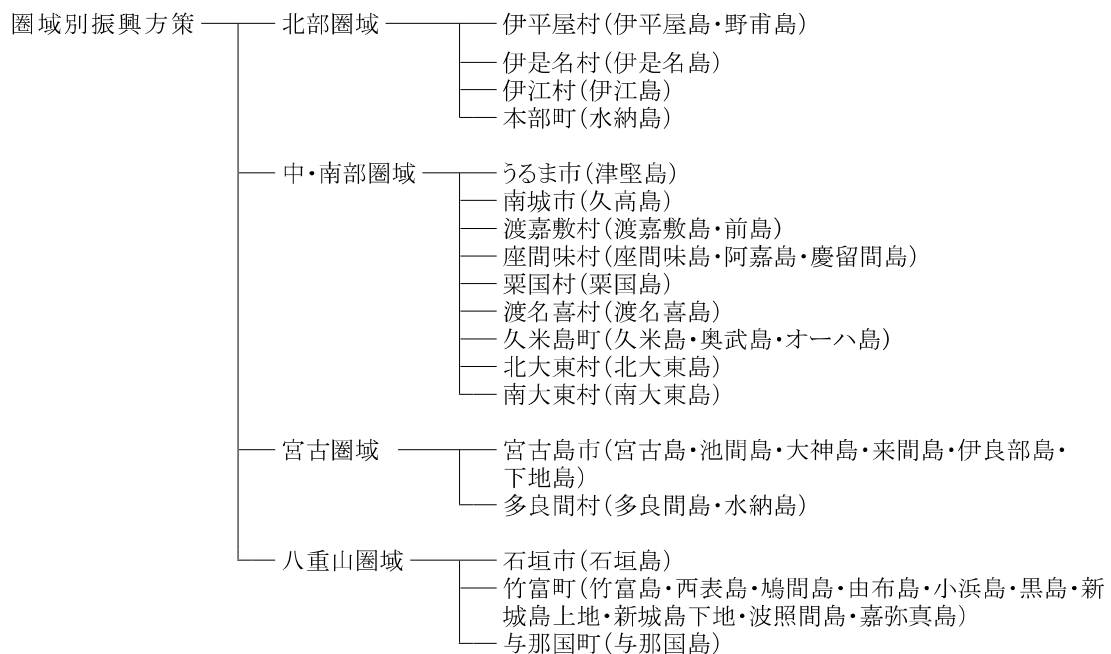 圏域別振興方策
北部圏域
伊平屋村（伊平屋島・野甫島）
伊是名村（伊是名島）
伊江村（伊江島）
本部町（水納島）
中・南部圏域
うるま市（津堅島）
南城市（久高島）
渡嘉敷村（渡嘉敷島・前島）
座間味村（座間味島・阿嘉島・慶留間島）
粟国村（粟国島）
渡名喜村（渡名喜島）
久米島町（久米島・奥武島・オーハ島）
北大東村（北大東島）
南大東村（南大東島）
宮古圏域
宮古島市（宮古島・池間島・大神島・来間島・伊良部島・
下地島）
多良間村（多良間島・水納島）
八重山圏域
石垣市（石垣島）
竹富町（竹富島・西表島・鳩間島・由布島・小浜島・黒島・新
城島上地・新城島下地・波照間島・嘉弥真島）
与那国町（与那国島）